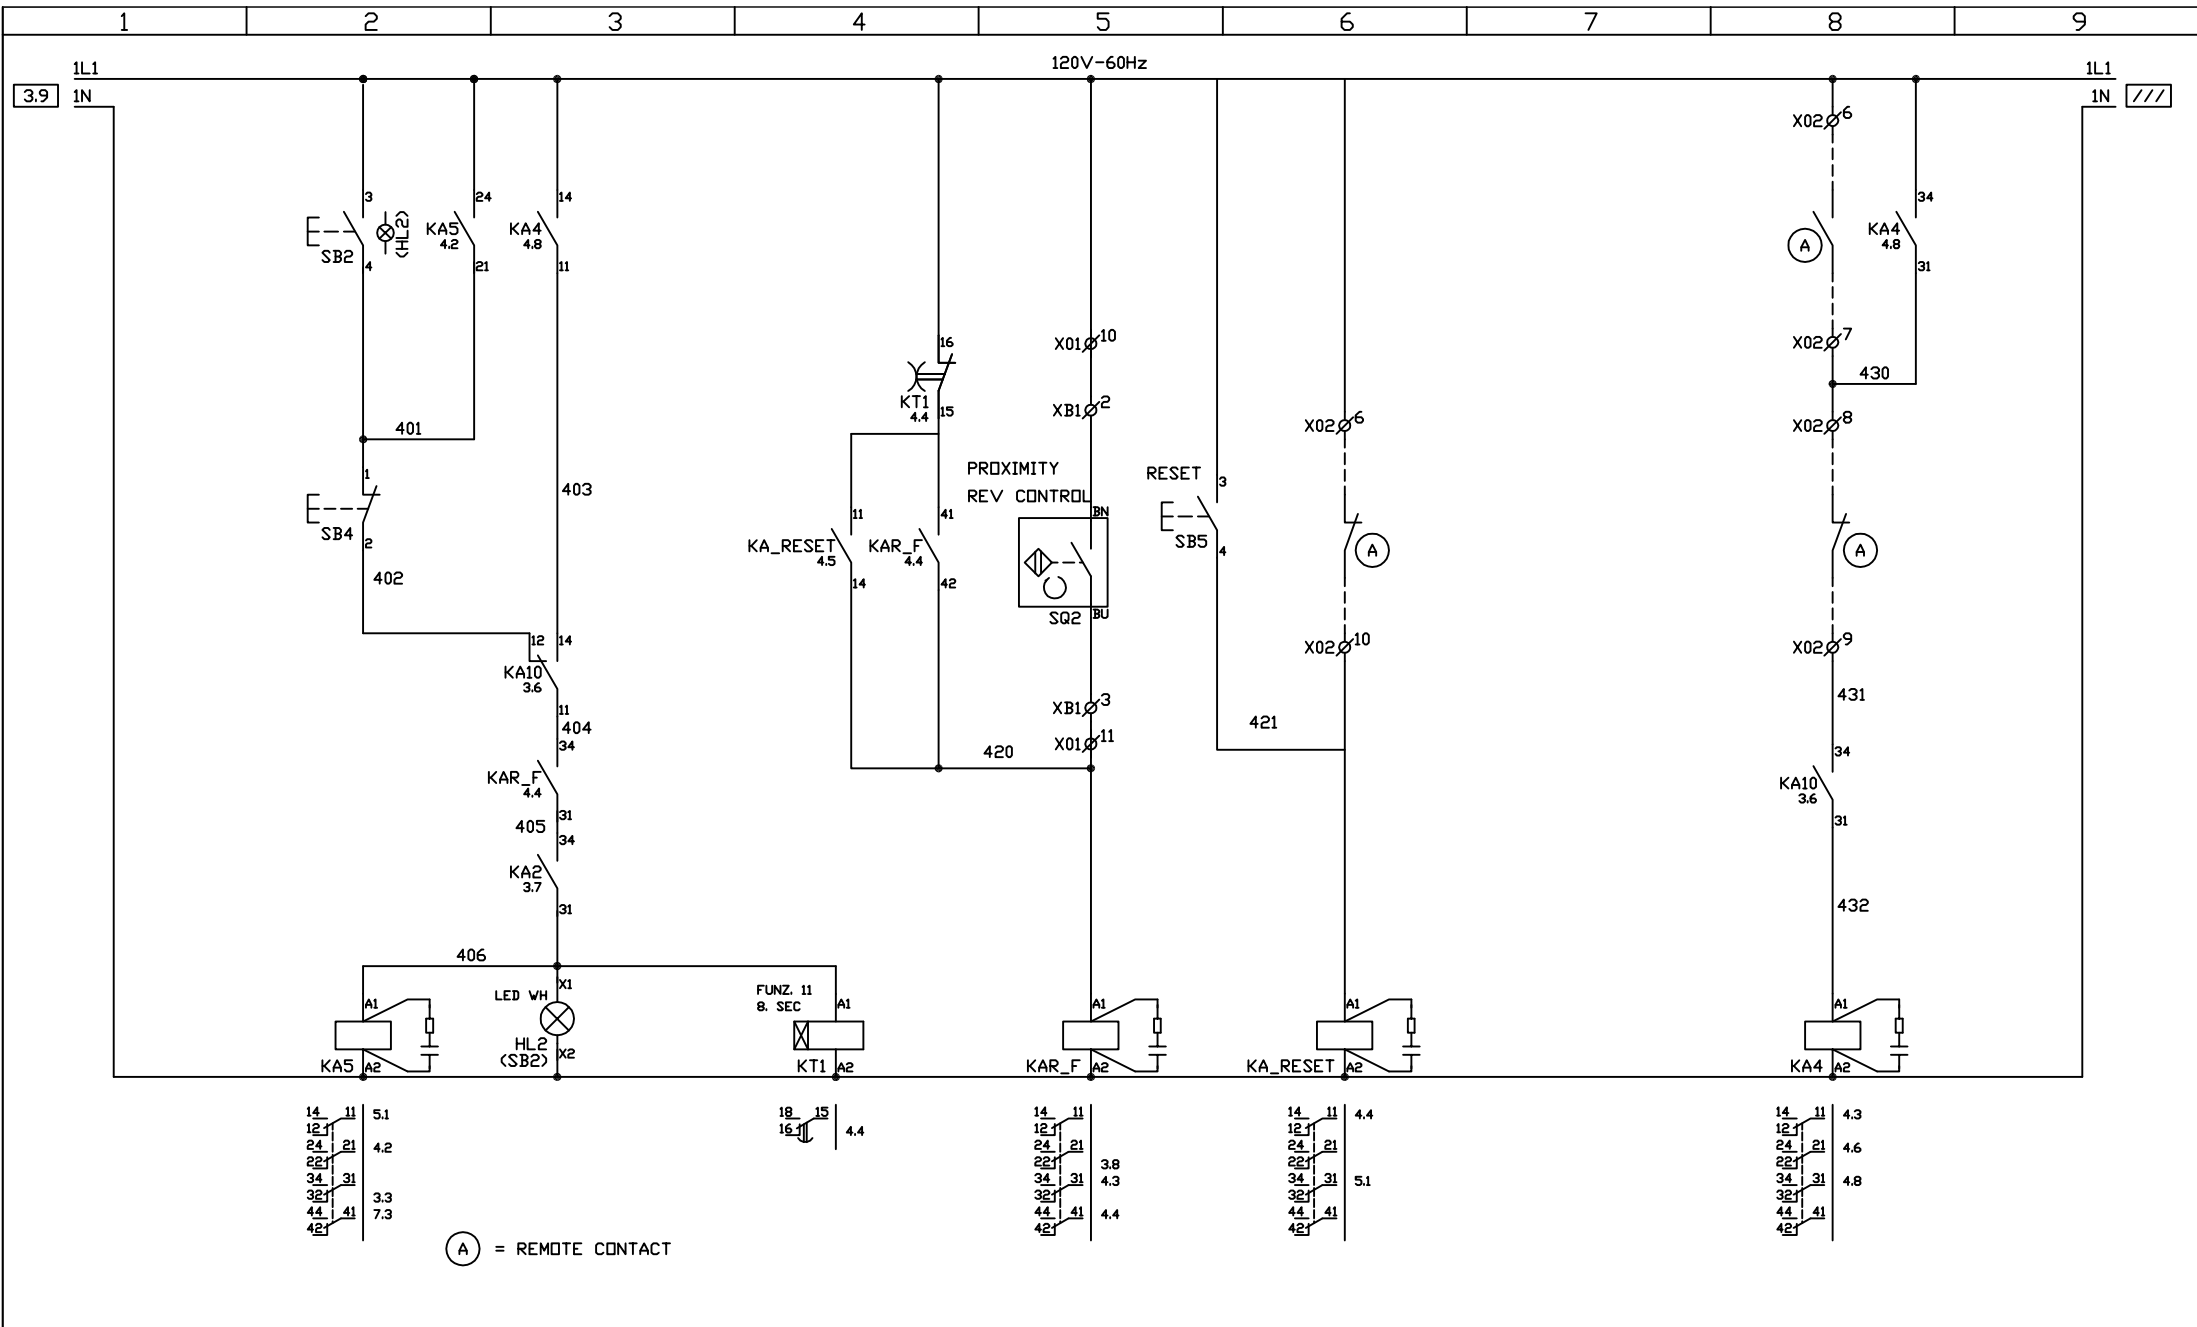 1 2 3 4 5 6 7 8 9
120V-60Hz
1L1 1L1
3.9 1N 1N ///
X02 6
3 24 14 34
(HL2)
KA5 KA4 KA4
4.2 4.8 A 4.8
SB2
4 21 11 31
16 X01 10 X02 7
430
KT1 XB1 2
4.4 15
401 X02 6 X02 8
PROXIMITY RESET
1 3
403 REV CONTROL
11 41 BN
SB4 SB5
2 KA_RESET KAR_F 4 A A
4.5 4.4
402 14 42
SQ2 BU
12 14 X02 10 X02 9
KA10
3.6 431
11 XB1 3
404 421
34 420 X01 11 34
KAR_F KA10
4.4 3.6
31 31
405
34
KA2
3.7
31 432
406
X1 FUNZ. 11
LED WH 8. SEC
A1 A1 A1 A1 A1
HL2
(SB2) X2
KA5 A2 KT1 A2 KAR_F A2 KA_RESET A2 KA4 A2
14 11 5.1 18 15 14 11 14 11 4.4 14 11 4.3
12 16 4.4 12 12 12
24 21 4.2 24 21 24 21 24 21 4.6
22 22 3.8 22 22
34 31 34 31 4.3 34 31 5.1 34 31 4.8
32 3.3 32 32 32
44 41 7.3 44 41 4.4 44 41 44 41
42 42 42 42
A = REMOTE CONTACT